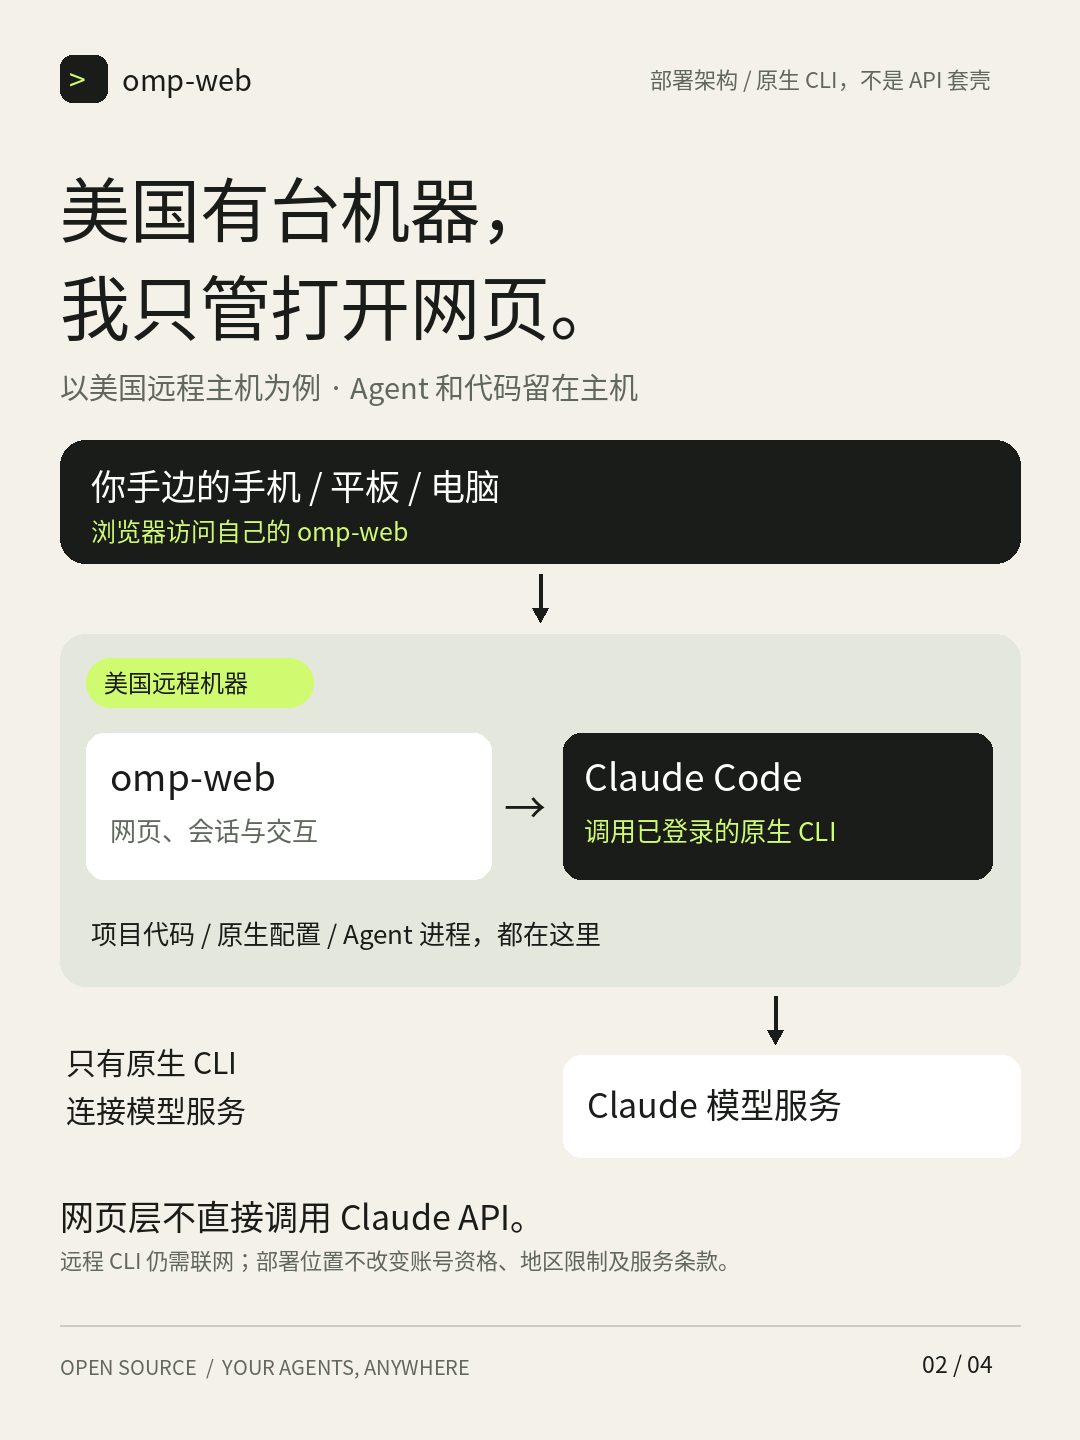 > omp-web
部署架构 / 原生 CLI，不是 API 套壳
美国有台机器，
我只管打开网页。
以美国远程主机为例 · Agent 和代码留在主机
你手边的手机 / 平板 / 电脑
浏览器访问自己的 omp-web
美国远程机器
omp-web
网页、会话与交互
→
Claude Code
调用已登录的原生 CLI
项目代码 / 原生配置 / Agent 进程，都在这里
只有原生 CLI
连接模型服务
Claude 模型服务
网页层不直接调用 Claude API。
远程 CLI 仍需联网；部署位置不改变账号资格、地区限制及服务条款。
OPEN SOURCE / YOUR AGENTS, ANYWHERE
02 / 04